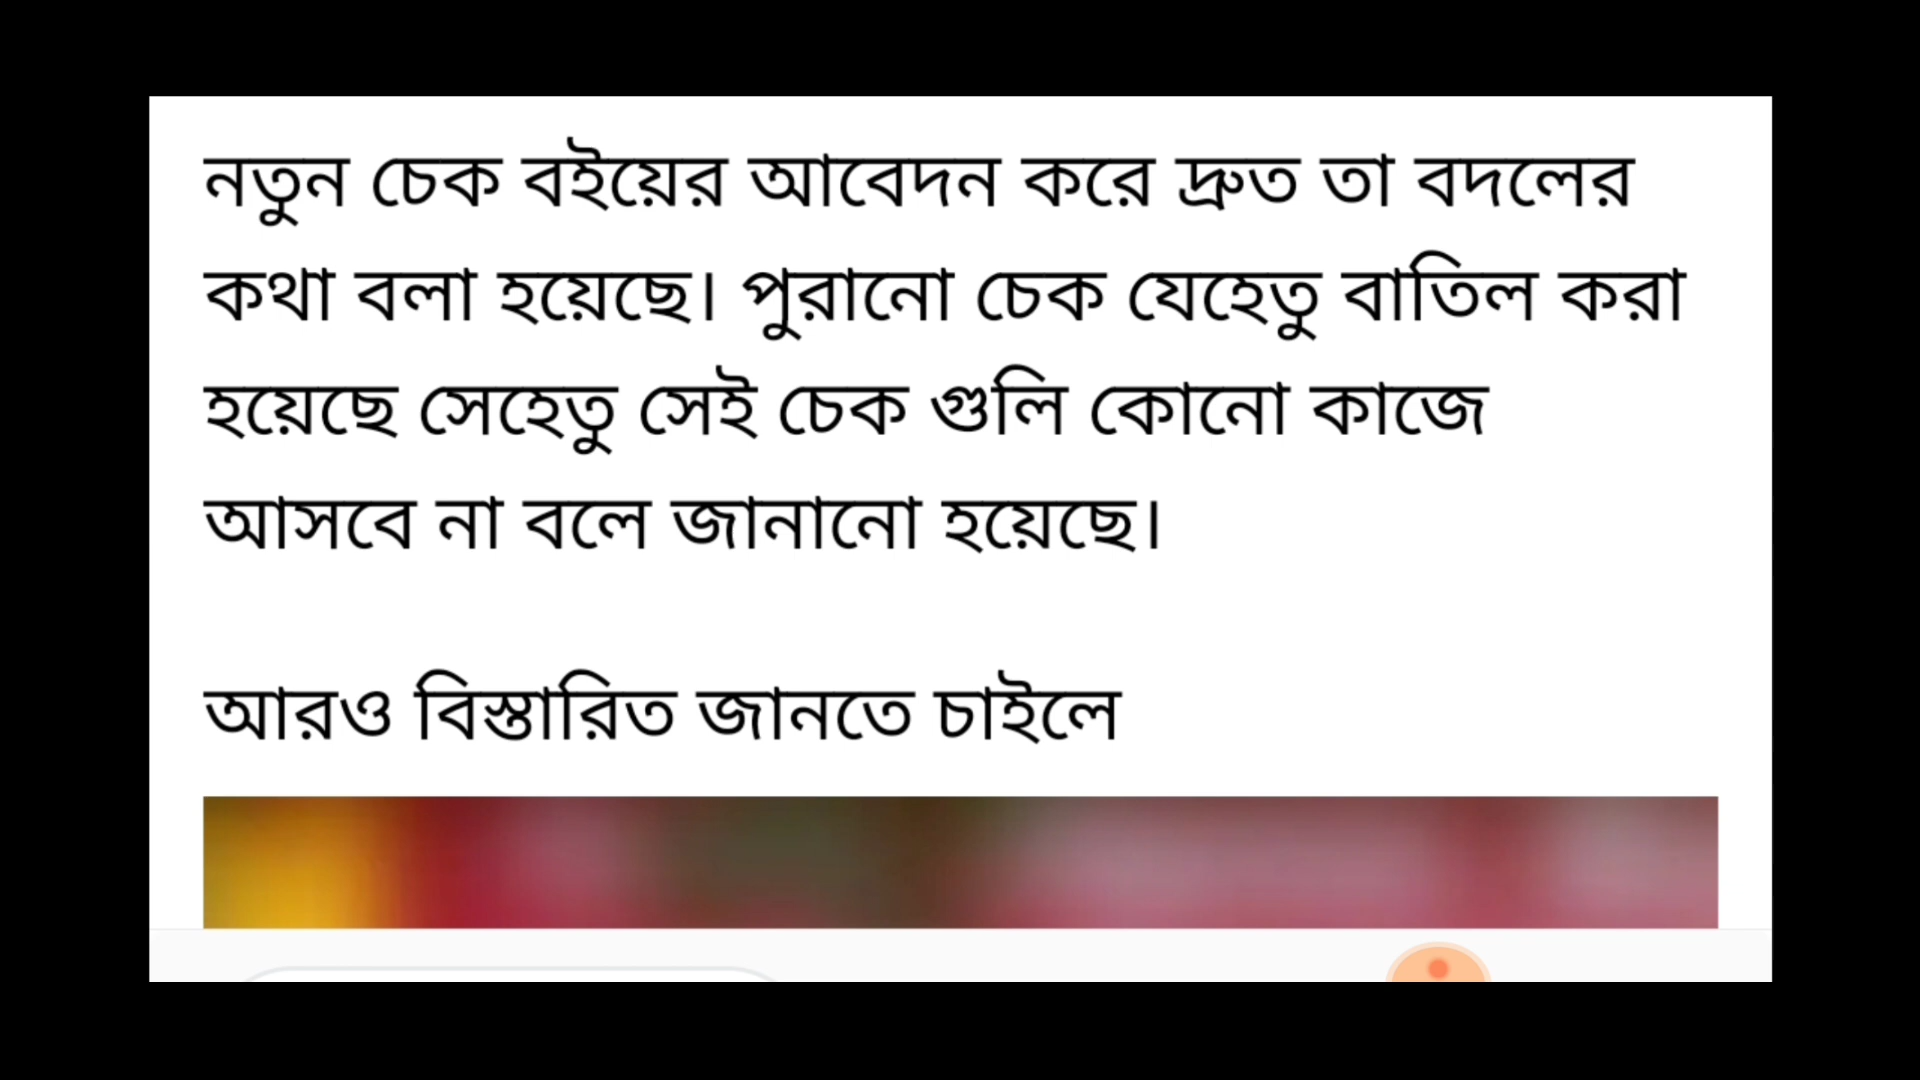 নতুন চেক বইয়ের আবেদন করে দ্রুত তা বদলের
কথা বলা হয়েছে। পুরানো চেক যেহেতু বাতিল করা
হয়েছে সেহেতু সেই চেক গুলি কোনো কাজে
আসবে না বলে জানানো হয়েছে।
আরও বিস্তারিত জানতে চাইলে